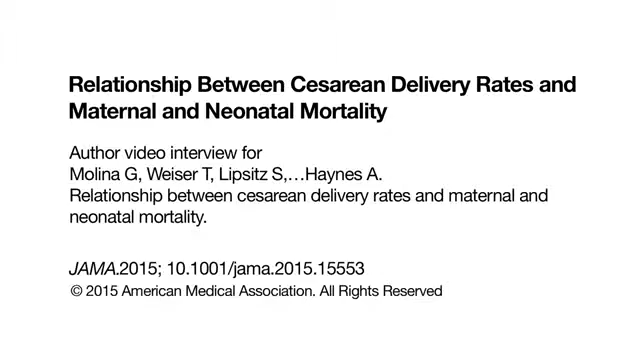 Relationship Between Cesarean Delivery Rates and
Maternal and Neonatal Mortality
Author video interview for
Molina G, Weiser T, Lipsitz S,…Haynes A.
Relationship between cesarean delivery rates and maternal and
neonatal mortality.
JAMA.2015; 10.1001/jama.2015.15553
© 2015 American Medical Association. All Rights Reserved